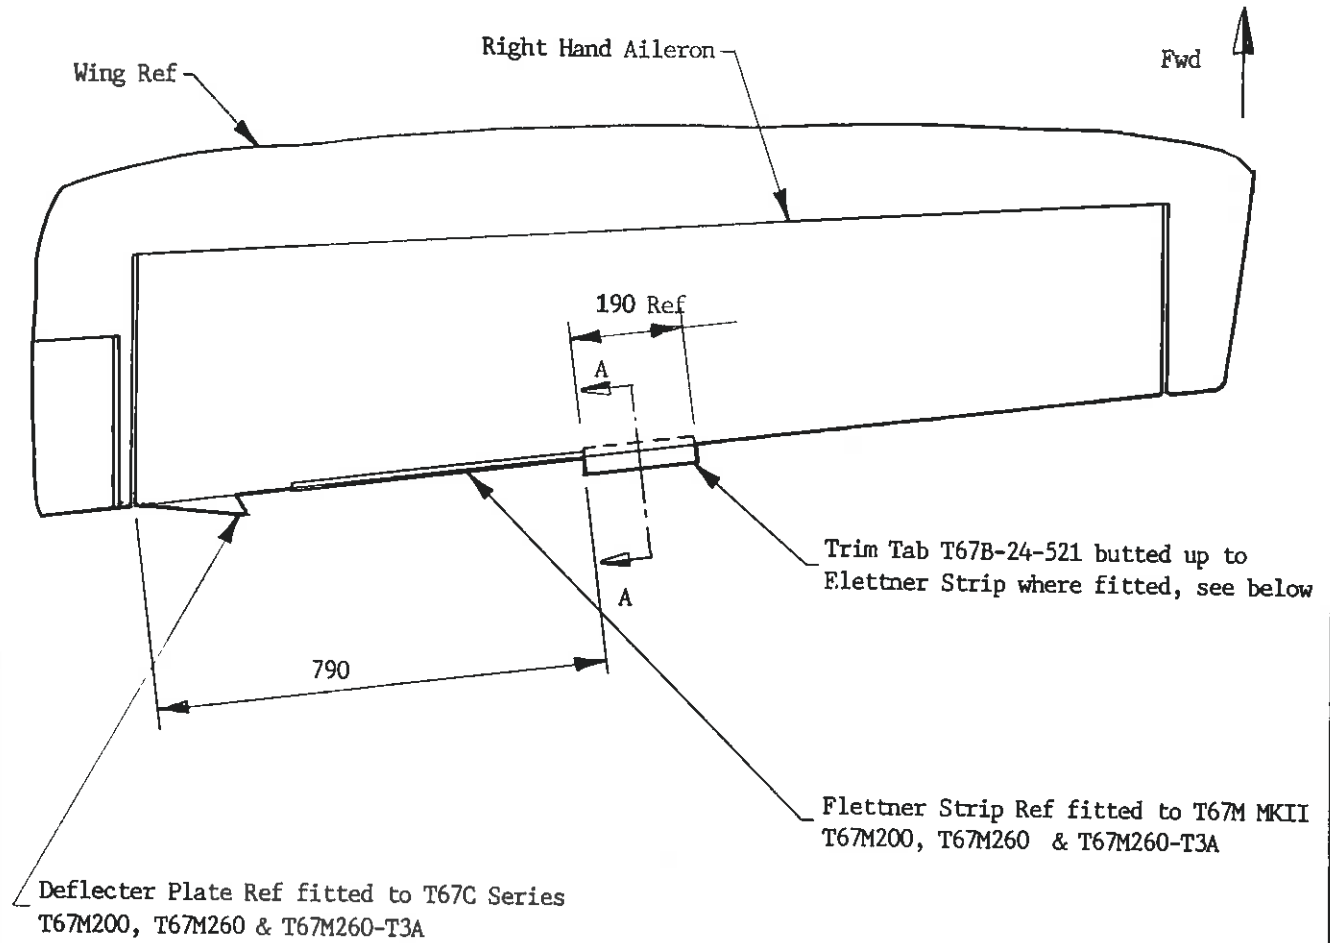 Right Hand Aileron
Wing Ref
Fwd
190 Ref
A
A
Trim Tab T67B-24-521 butted up to
Flettner Strip where fitted, see below
790
Flettner Strip Ref fitted to T67M MKII
T67M200, T67M260 & T67M260-T3A
Deflecter Plate Ref fitted to T67C Series
T67M200, T67M260 & T67M260-T3A